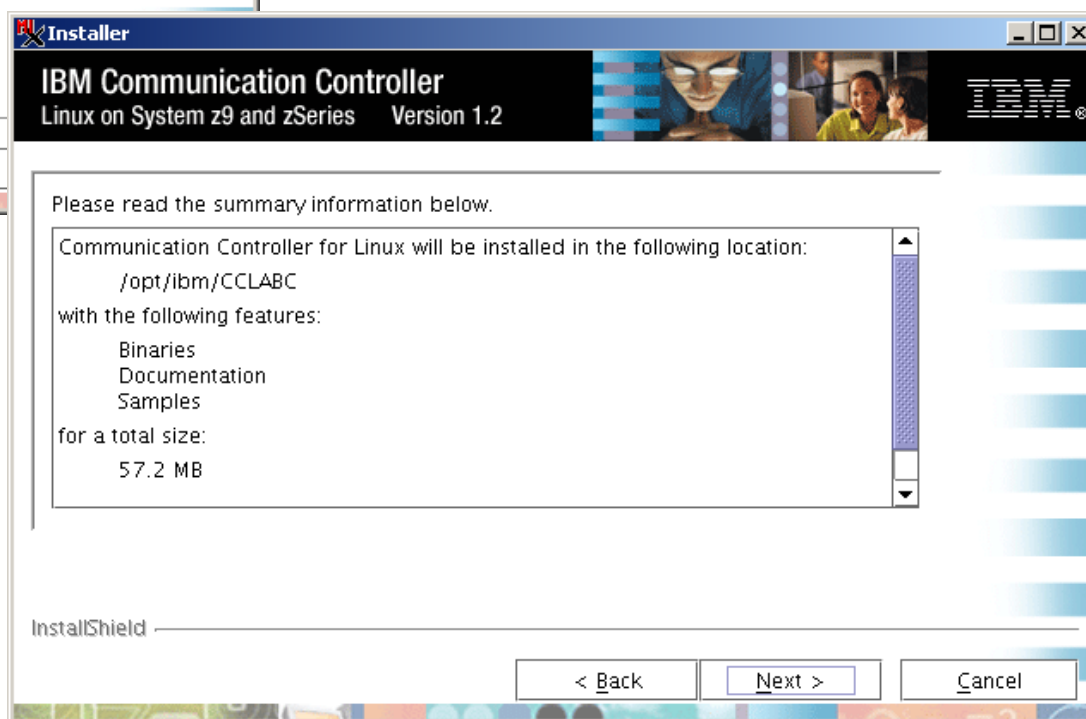 Installer
IBM Communication Controller
Linux on System z9 and zSeries Version 1.2
IBM®
Please read the summary information below.
Communication Controller for Linux will be installed in the following location:
/opt/ibm/CCLABC
with the following features:
Binaries
Documentation
Samples
for a total size:
57.2 MB
InstallShield
< Back
Next >
Cancel